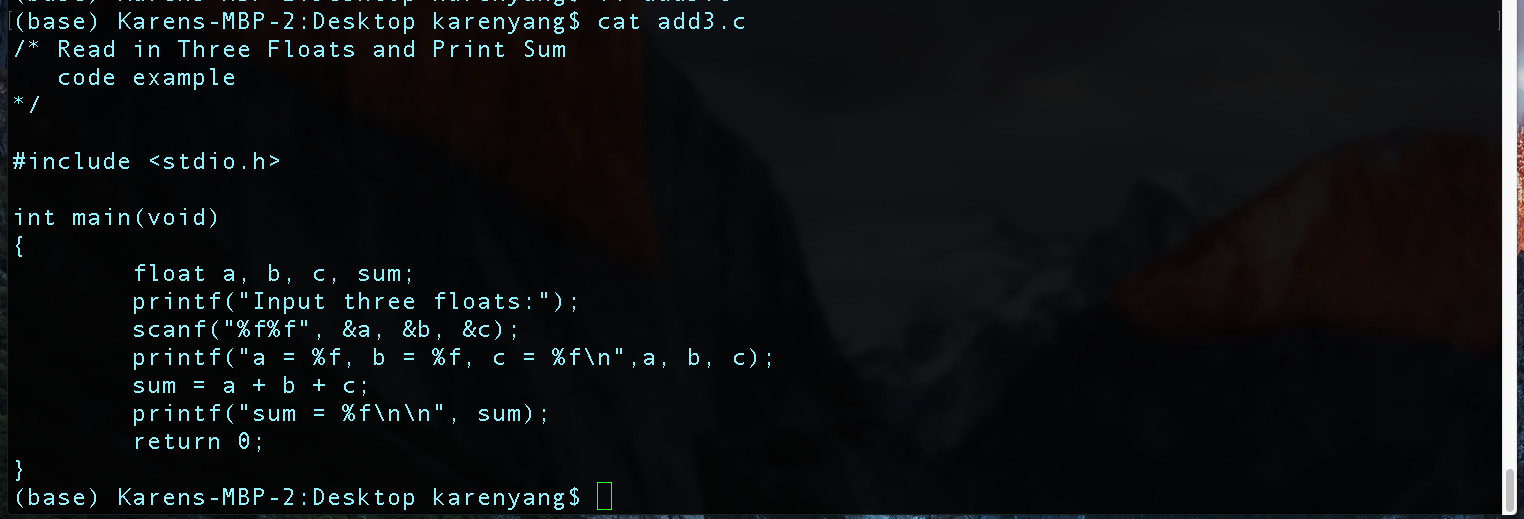 (base) Karens-MBP-2:Desktop karenyang$ cat add3.c
/* Read in Three Floats and Print Sum
   code example
*/

#include <stdio.h>

int main(void)
{
        float a, b, c, sum;
        printf("Input three floats:");
        scanf("%f%f", &a, &b, &c);
        printf("a = %f, b = %f, c = %f\n",a, b, c);
        sum = a + b + c;
        printf("sum = %f\n\n", sum);
        return 0;
}
(base) Karens-MBP-2:Desktop karenyang$